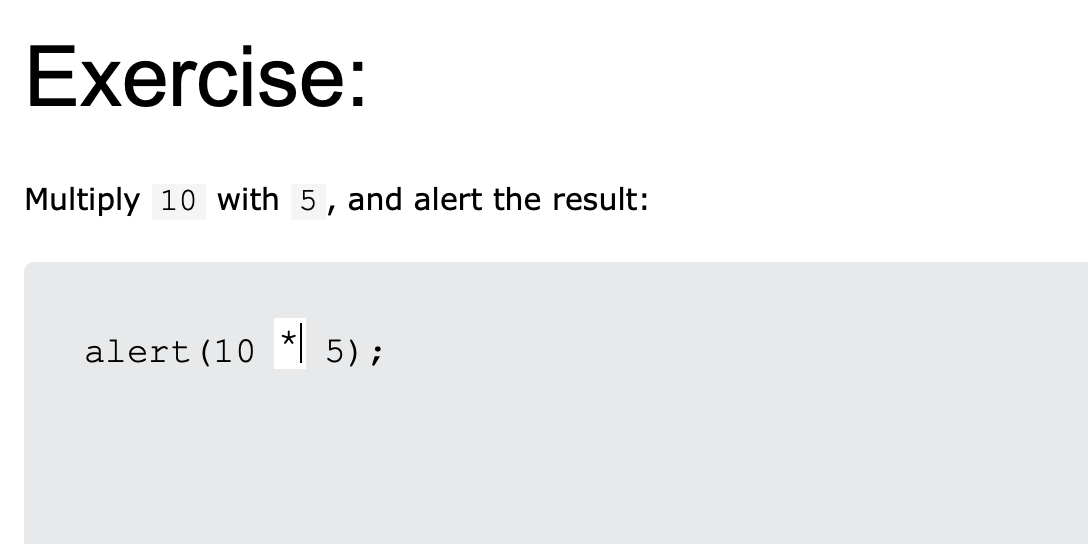 Exercise:
Multiply 10 with 5, and alert the result:
alert(10 * 5);